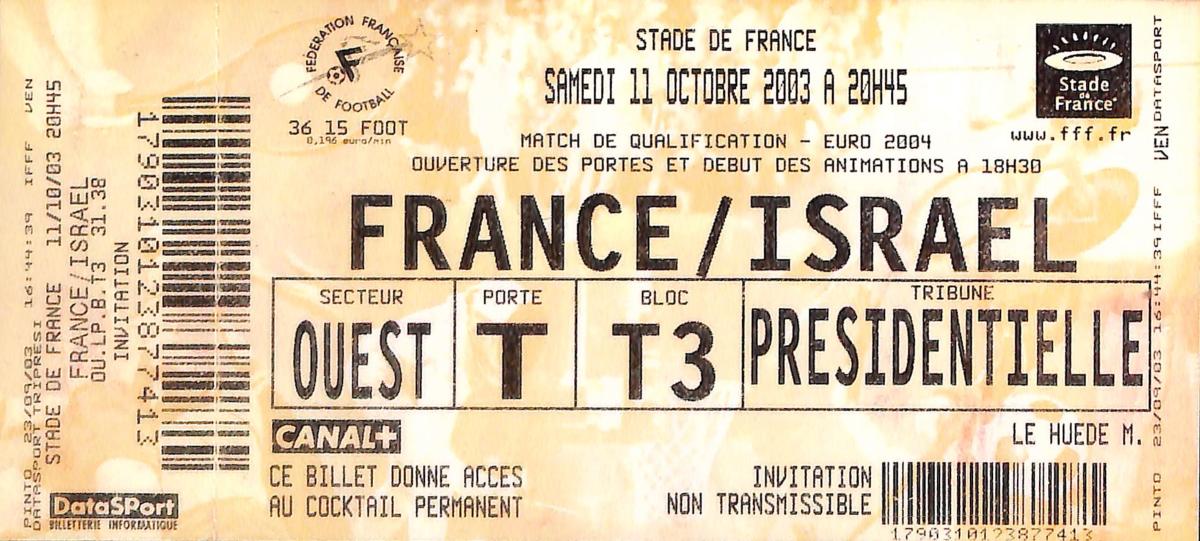 PINTO 23/09/03 16:44:39 IFFF VEN
DATASPORT TRIPRESI
STADE DE FRANCE 11/10/03 20H45
FRANCE/ISRAEL
OU.LP.B.T3 31.38
INVITATION
1790310123877413
DataSPort
BILLETTERIE INFORMATIQUE
FEDERATION FRANÇAISE DE FOOTBALL
36 15 FOOT
0,196 euro/min
STADE DE FRANCE
SAMEDI 11 OCTOBRE 2003 A 20H45
MATCH DE QUALIFICATION - EURO 2004
OUVERTURE DES PORTES ET DEBUT DES ANIMATIONS A 18H30
Stade de France
www.fff.fr
FRANCE/ISRAEL
SECTEUR PORTE BLOC TRIBUNE
OUEST T T3 PRESIDENTIELLE
CANAL+
LE HUEDE M.
CE BILLET DONNE ACCES
AU COCKTAIL PERMANENT
INVITATION
NON TRANSMISSIBLE
1790310123877413
PINTO 23/09/03 16:44:39 IFFF VEN DATASPORT